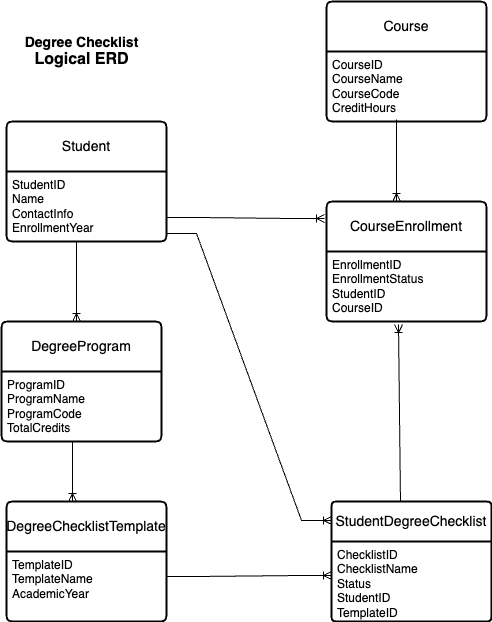 Degree Checklist
Logical ERD
Course
CourseID
CourseName
CourseCode
CreditHours
Student
StudentID
Name
ContactInfo
EnrollmentYear
CourseEnrollment
EnrollmentID
EnrollmentStatus
StudentID
CourseID
DegreeProgram
ProgramID
ProgramName
ProgramCode
TotalCredits
DegreeChecklistTemplate
TemplateID
TemplateName
AcademicYear
StudentDegreeChecklist
ChecklistID
ChecklistName
Status
StudentID
TemplateID